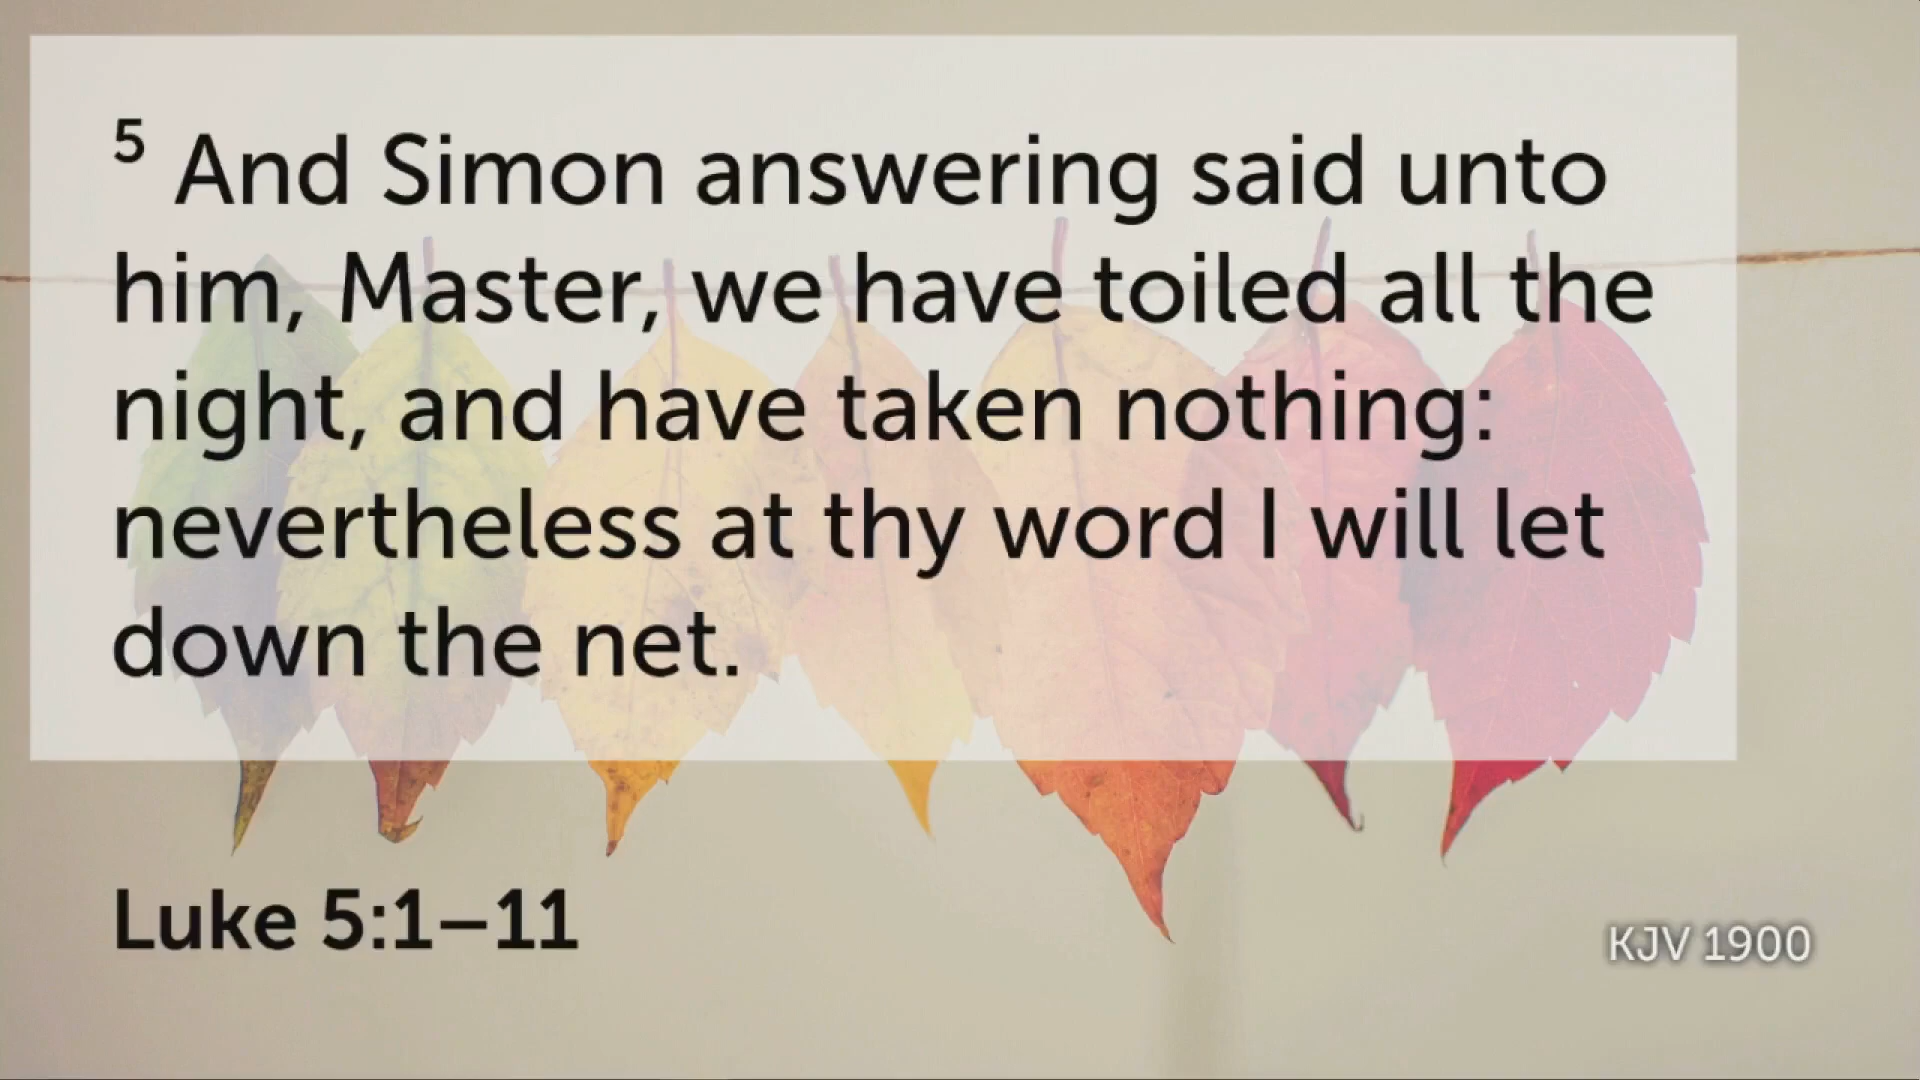 5 And Simon answering said unto
him, Master, we have toiled all the
night, and have taken nothing:
nevertheless at thy word I will let
down the net.
Luke 5:1–11
KJV 1900